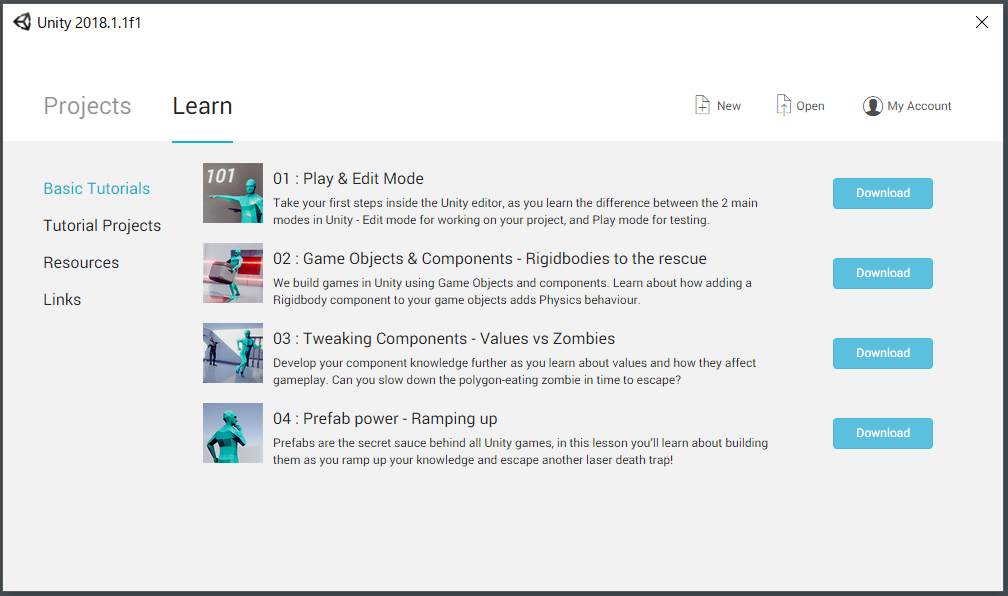 Unity 2018.1.1f1
Projects
Learn
New
Open
My Account
Basic Tutorials
Tutorial Projects
Resources
Links
101
01 : Play & Edit Mode
Take your first steps inside the Unity editor, as you learn the difference between the 2 main
modes in Unity - Edit mode for working on your project, and Play mode for testing.
Download
02 : Game Objects & Components - Rigidbodies to the rescue
We build games in Unity using Game Objects and components. Learn about how adding a
Rigidbody component to your game objects adds Physics behaviour.
Download
03 : Tweaking Components - Values vs Zombies
Develop your component knowledge further as you learn about values and how they affect
gameplay. Can you slow down the polygon-eating zombie in time to escape?
Download
04 : Prefab power - Ramping up
Prefabs are the secret sauce behind all Unity games, in this lesson you'll learn about building
them as you ramp up your knowledge and escape another laser death trap!
Download